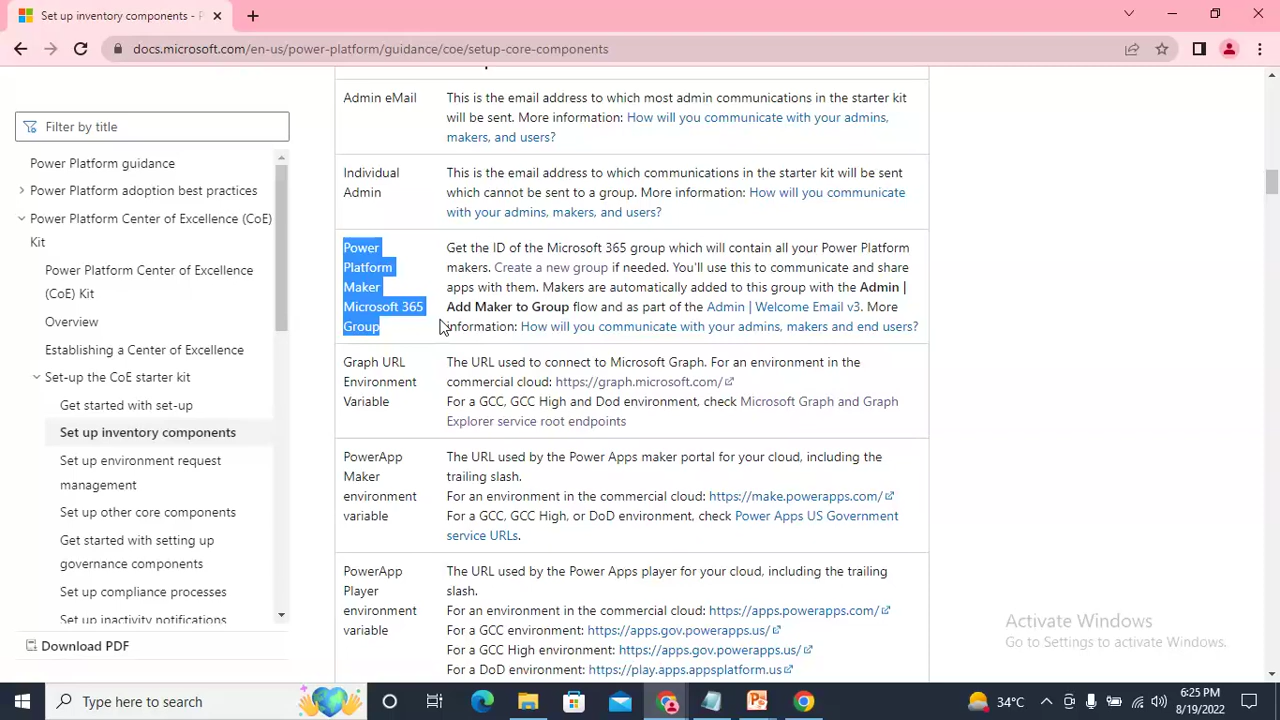 Set up inventory components - P
docs.microsoft.com/en-us/power-platform/guidance/coe/setup-core-components
Filter by title
Power Platform guidance
Power Platform adoption best practices
Power Platform Center of Excellence (CoE)
Kit
Power Platform Center of Excellence
(CoE) Kit
Overview
Establishing a Center of Excellence
Set-up the CoE starter kit
Get started with set-up
Set up inventory components
Set up environment request
management
Set up other core components
Get started with setting up
governance components
Set up compliance processes
Set up inactivity notifications
Download PDF
Admin eMail
This is the email address to which most admin communications in the starter kit
will be sent. More information: How will you communicate with your admins,
makers, and users?
Individual
Admin
This is the email address to which communications in the starter kit will be sent
which cannot be sent to a group. More information: How will you communicate
with your admins, makers, and users?
Power
Platform
Maker
Microsoft 365
Group
Get the ID of the Microsoft 365 group which will contain all your Power Platform
makers. Create a new group if needed. You'll use this to communicate and share
apps with them. Makers are automatically added to this group with the Admin |
Add Maker to Group flow and as part of the Admin | Welcome Email v3. More
information: How will you communicate with your admins, makers and end users?
Graph URL
Environment
Variable
The URL used to connect to Microsoft Graph. For an environment in the
commercial cloud: https://graph.microsoft.com/
For a GCC, GCC High and Dod environment, check Microsoft Graph and Graph
Explorer service root endpoints
PowerApp
Maker
environment
variable
The URL used by the Power Apps maker portal for your cloud, including the
trailing slash.
For an environment in the commercial cloud: https://make.powerapps.com/
For a GCC, GCC High, or DoD environment, check Power Apps US Government
service URLs.
PowerApp
Player
environment
variable
The URL used by the Power Apps player for your cloud, including the trailing
slash.
For an environment in the commercial cloud: https://apps.powerapps.com/
For a GCC environment: https://apps.gov.powerapps.us/
For a GCC High environment: https://apps.gov.powerapps.us/
For a DoD environment: https://play.apps.appsplatform.us
Activate Windows
Go to Settings to activate Windows.
Type here to search
34°C
6:25 PM
8/19/2022